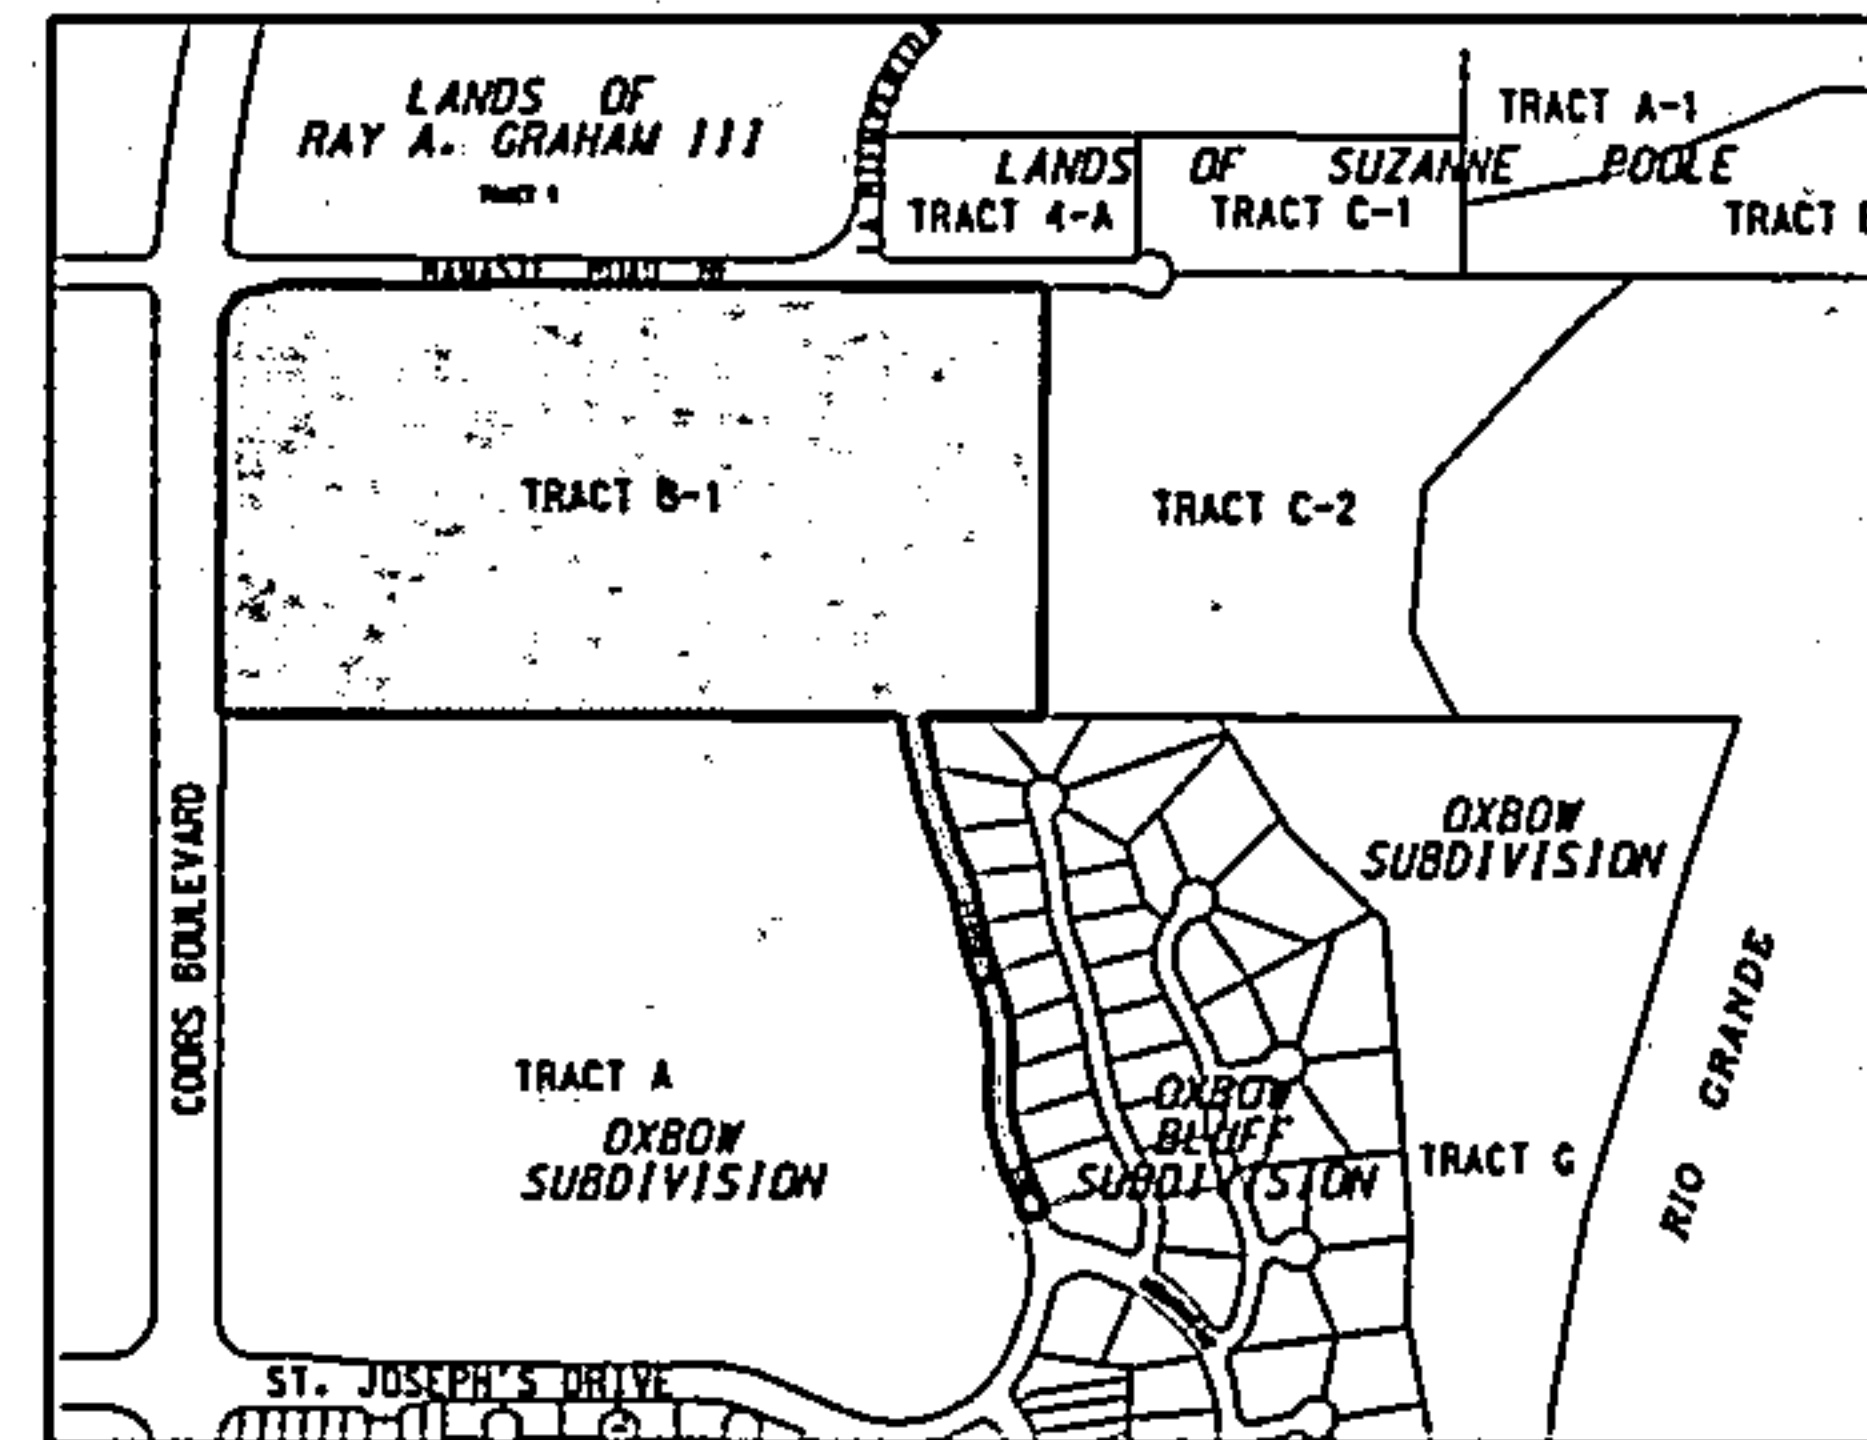 LANDS OF
RAY A. GRAHAM III
TRACT A-1
LANDS OF SUZANNE POOLE
TRACT 4-A
TRACT C-1
TRACT
TRACT B-1
TRACT C-2
COORS BOULEVARD
OXBOW
SUBDIVISION
RIO GRANDE
TRACT A
OXBOW
SUBDIVISION
OXBOW
BLUFF
SUBDIVISION
TRACT G
ST. JOSEPH'S DRIVE